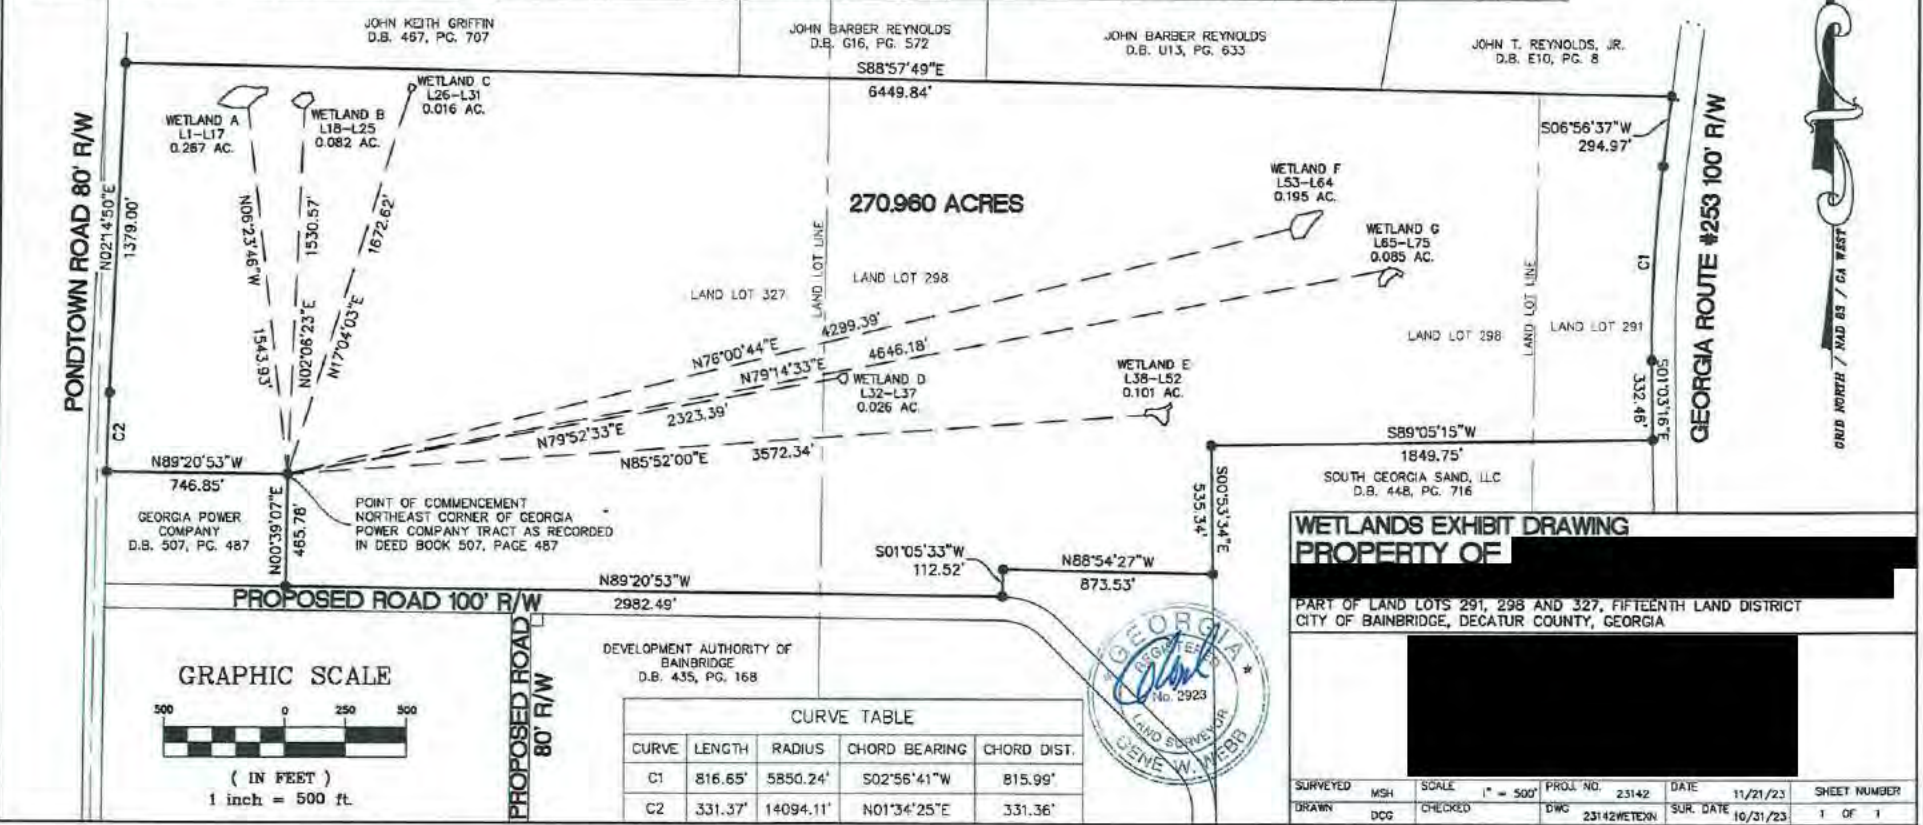 JOHN KEITH GRIFFIN
D.B. 467, PG. 707
JOHN BARBER REYNOLDS
D.B. G16, PG. 572
JOHN BARBER REYNOLDS
D.B. U13, PG. 633
JOHN T. REYNOLDS, JR.
D.B. E10, PG. 8
S88°57'49"E
6449.84'
WETLAND A
L1-L17
0.267 AC.
WETLAND B
L18-L25
0.082 AC.
WETLAND C
L26-L31
0.016 AC.
S06°56'37"W
294.97'
PONDTOWN ROAD 80' R/W
N02°14'50"E
1379.00'
N06°23'46"W
1543.93'
N02°06'23"E
1530.57'
N17°04'03"E
1672.62'
270.960 ACRES
WETLAND F
L53-L64
0.195 AC.
WETLAND G
L65-L75
0.085 AC.
LAND LOT LINE
LAND LOT 327
LAND LOT 298
LAND LOT 298
LAND LOT LINE
LAND LOT 291
C1
GEORGIA ROUTE #253 100' R/W
GRID NORTH / NAD 83 / GA WEST
N76°00'44"E
4299.39'
N79°14'33"E
4646.18'
WETLAND D
L32-L37
0.026 AC.
N79°52'33"E
2323.39'
WETLAND E
L38-L52
0.101 AC.
N85°52'00"E
3572.34'
S01°03'16"E
332.46'
S89°05'15"W
1849.75'
SOUTH GEORGIA SAND, LLC
D.B. 448, PG. 716
C2
N89°20'53"W
746.85'
GEORGIA POWER
COMPANY
D.B. 507, PG. 487
N00°39'07"E
465.78'
POINT OF COMMENCEMENT
NORTHEAST CORNER OF GEORGIA
POWER COMPANY TRACT AS RECORDED
IN DEED BOOK 507, PAGE 487
S00°53'34"E
535.34'
S01°05'33"W
112.52'
N88°54'27"W
873.53'
N89°20'53"W
2982.49'
PROPOSED ROAD 100' R/W
PROPOSED ROAD
80' R/W
DEVELOPMENT AUTHORITY OF
BAINBRIDGE
D.B. 435, PG. 168
GRAPHIC SCALE
500 0 250 500
( IN FEET )
1 inch = 500 ft.
CURVE TABLE
CURVE LENGTH RADIUS CHORD BEARING CHORD DIST.
C1 816.65' 5850.24' S02°56'41"W 815.99'
C2 331.37' 14094.11' N01°34'25"E 331.36'
GEORGIA
REGISTERED
No. 2923
LAND SURVEYOR
GENE W. WEBB
WETLANDS EXHIBIT DRAWING
PROPERTY OF
PART OF LAND LOTS 291, 298 AND 327, FIFTEENTH LAND DISTRICT
CITY OF BAINBRIDGE, DECATUR COUNTY, GEORGIA
SURVEYED MSH SCALE 1" = 500' PROJ. NO. 23142 DATE 11/21/23 SHEET NUMBER
DRAWN DCG CHECKED DWG 23142WETEXN SUR. DATE 10/31/23 1 OF 1